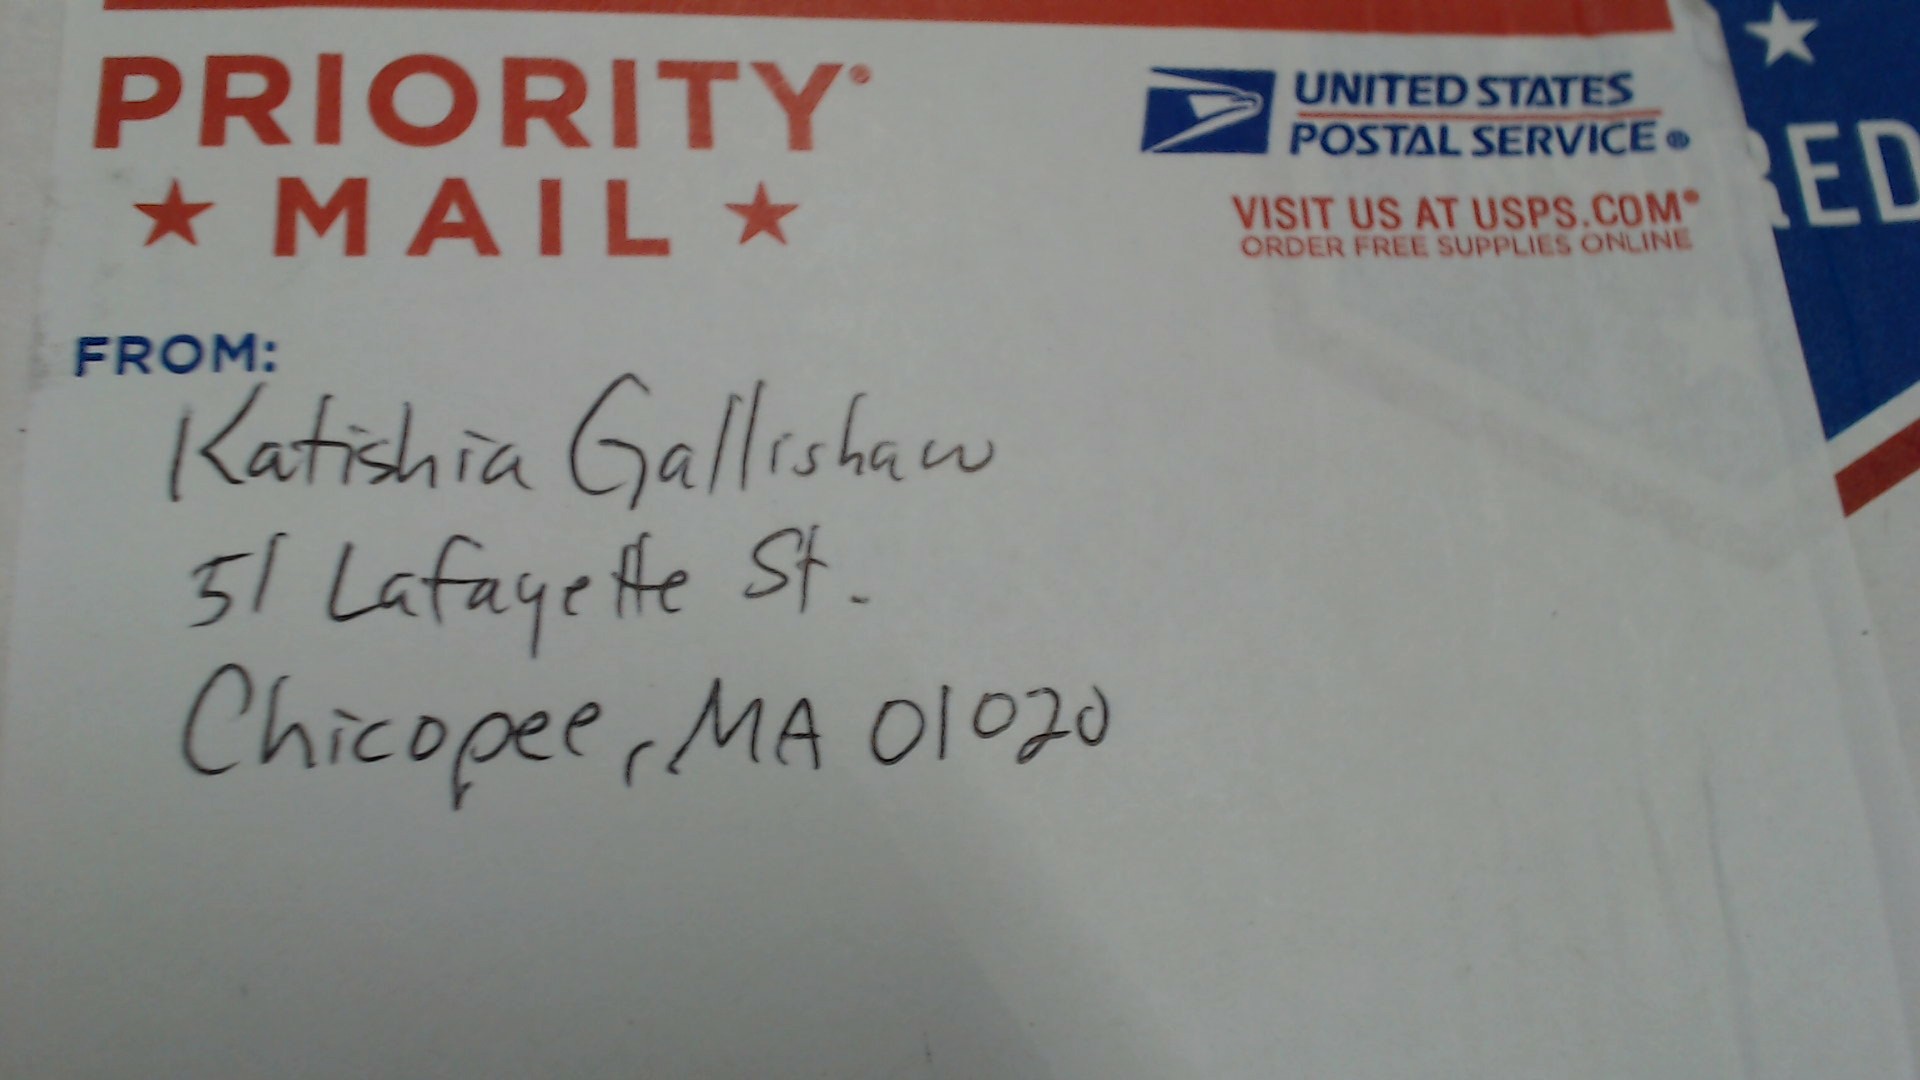 PRIORITY®
★ MAIL ★
UNITED STATES
POSTAL SERVICE®
VISIT US AT USPS.COM®
ORDER FREE SUPPLIES ONLINE
RED
FROM:
Katishia Gallishaw
51 Lafayette St.
Chicopee, MA 01020